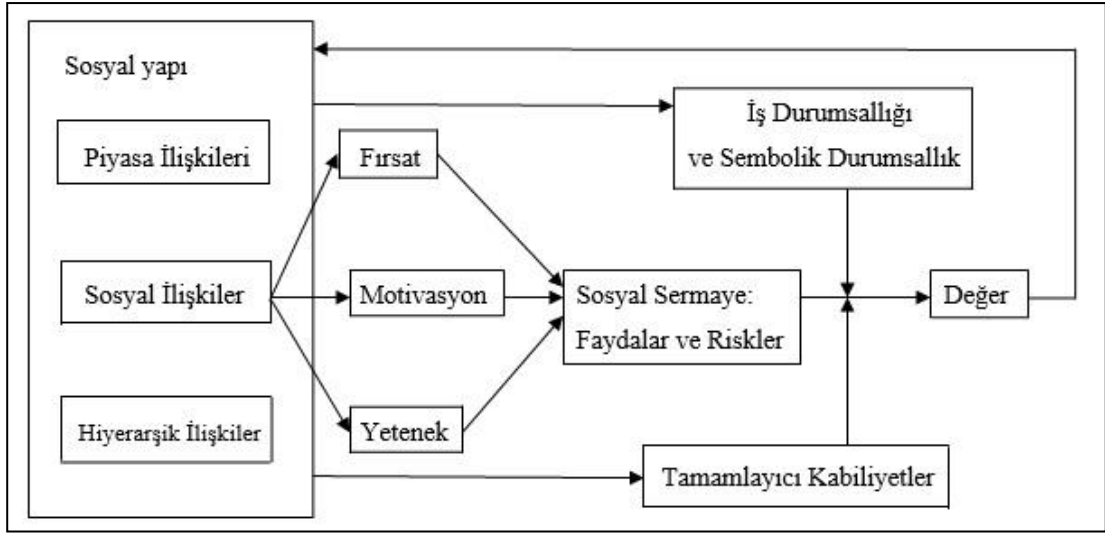 Sosyal yapı
Piyasa İlişkileri
Sosyal İlişkiler
Hiyerarşik İlişkiler
Fırsat
Motivasyon
Yetenek
Sosyal Sermaye:
Faydalar ve Riskler
İş Durumsallığı
ve Sembolik Durumsallık
Tamamlayıcı Kabiliyetler
Değer